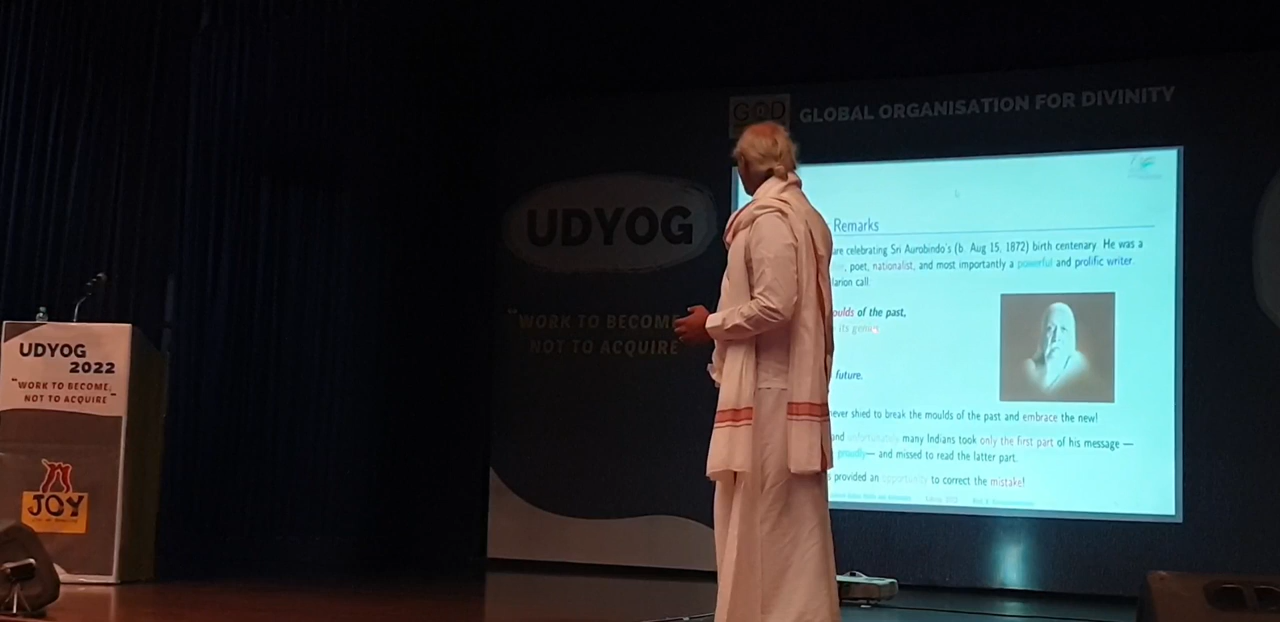 GOD GLOBAL ORGANISATION FOR DIVINITY
UDYOG
"WORK TO BECOME
NOT TO ACQUIRE
UDYOG
2022
"WORK TO BECOME,
NOT TO ACQUIRE"
JOY
Remarks
are celebrating Sri Aurobindo's (b. Aug 15, 1872) birth centenary. He was a
, poet, nationalist, and most importantly a powerful and prolific writer.
larion call
oulds of the past,
its
future.
never shied to break the moulds of the past and embrace the new!
and unfortunately many Indians took only the first part of his message —
proudly— and missed to read the latter part.
s provided an opportunity to correct the mistake!